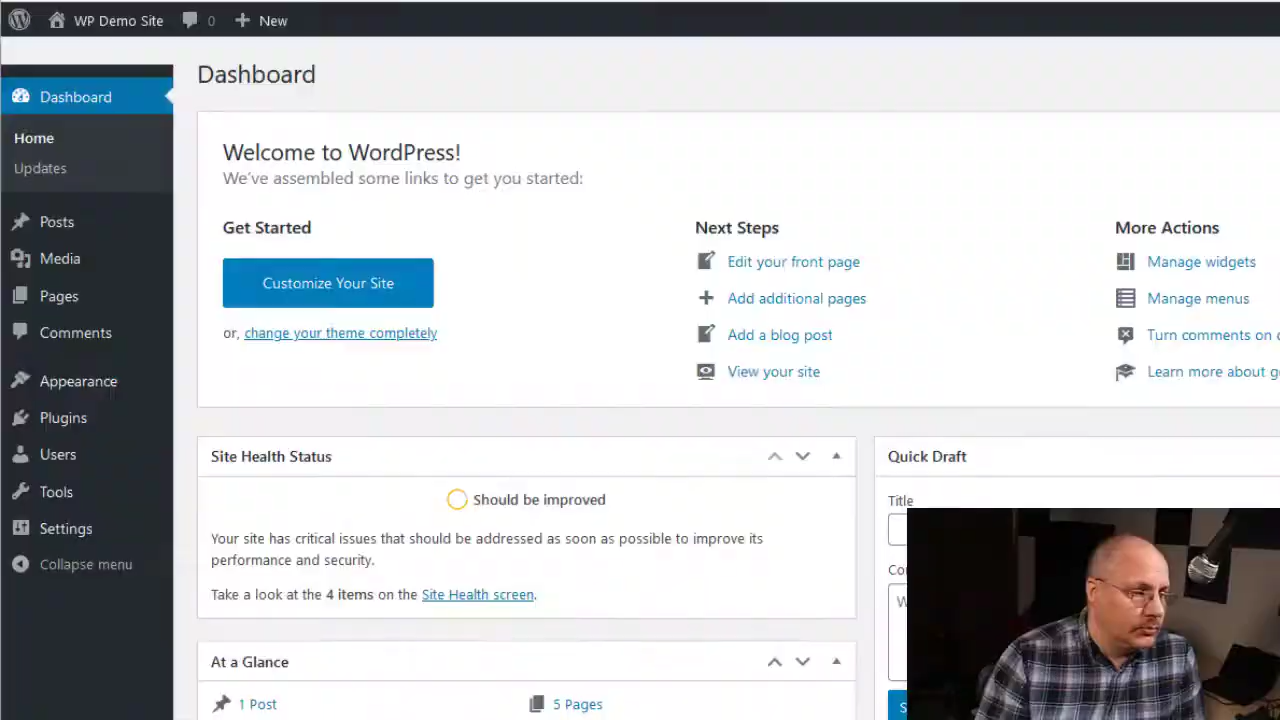 WP Demo Site
0
New
Dashboard
Home
Updates
Posts
Media
Pages
Comments
Appearance
Plugins
Users
Tools
Settings
Collapse menu
Dashboard
Welcome to WordPress!
We've assembled some links to get you started:
Get Started
Customize Your Site
or, change your theme completely
Next Steps
Edit your front page
Add additional pages
Add a blog post
View your site
More Actions
Manage widgets
Manage menus
Turn comments on
Learn more about
Site Health Status
Should be improved
Your site has critical issues that should be addressed as soon as possible to improve its
performance and security.
Take a look at the 4 items on the Site Health screen.
At a Glance
1 Post
5 Pages
Quick Draft
Title